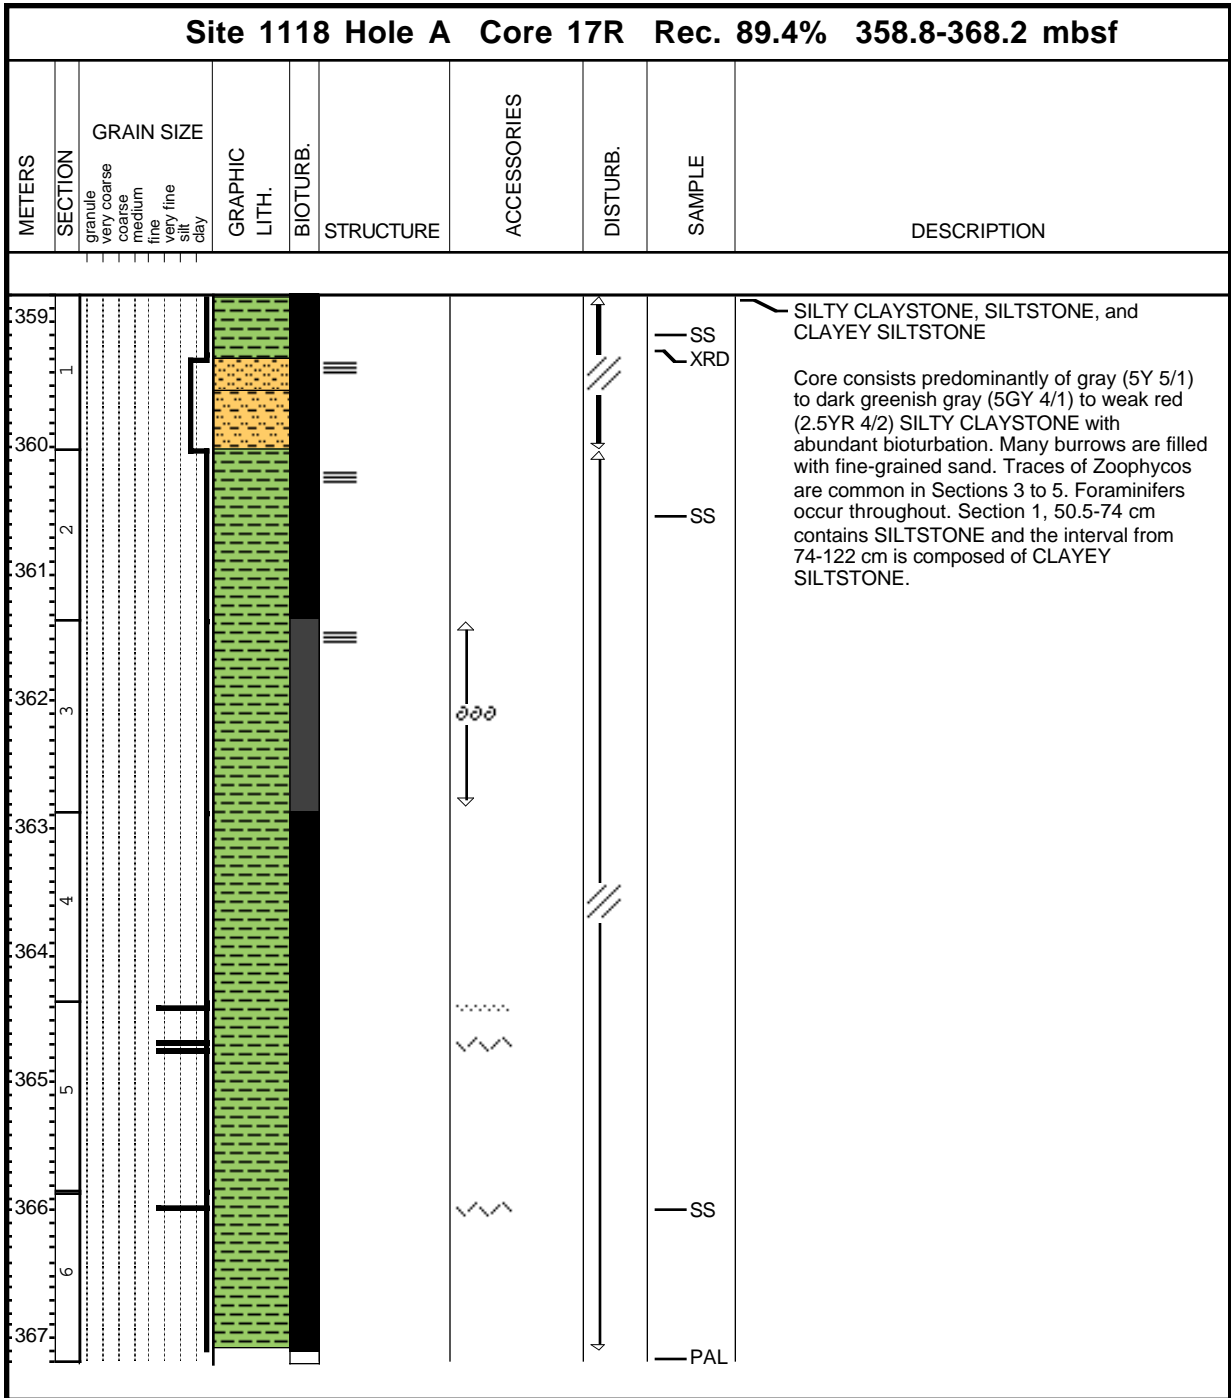 Site 1118 Hole A Core 17R Rec. 89.4% 358.8-368.2 mbsf
METERS
SECTION
GRAIN SIZE
granule
very coarse
coarse
medium
fine
very fine
silt
clay
GRAPHIC
LITH.
BIOTURB.
STRUCTURE
ACCESSORIES
DISTURB.
SAMPLE
DESCRIPTION
359
360
361
362
363
364
365
366
367
1
2
3
4
5
6
SS
XRD
SS
SS
PAL
SILTY CLAYSTONE, SILTSTONE, and
CLAYEY SILTSTONE
Core consists predominantly of gray (5Y 5/1)
to dark greenish gray (5GY 4/1) to weak red
(2.5YR 4/2) SILTY CLAYSTONE with
abundant bioturbation. Many burrows are filled
with fine-grained sand. Traces of Zoophycos
are common in Sections 3 to 5. Foraminifers
occur throughout. Section 1, 50.5-74 cm
contains SILTSTONE and the interval from
74-122 cm is composed of CLAYEY
SILTSTONE.